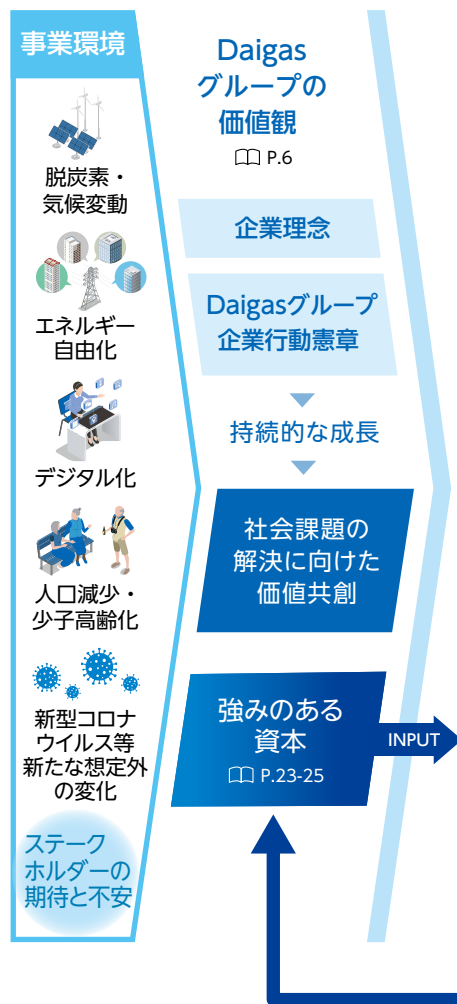 事業環境
脱炭素・
気候変動
エネルギー
自由化
デジタル化
人口減少・
少子高齢化
新型コロナ
ウイルス等
新たな想定外
の変化
ステーク
ホルダーの
期待と不安
Daigas
グループの
価値観
P.6
企業理念
Daigasグループ
企業行動憲章
持続的な成長
社会課題の
解決に向けた
価値共創
強みのある
資本
P.23-25
INPUT